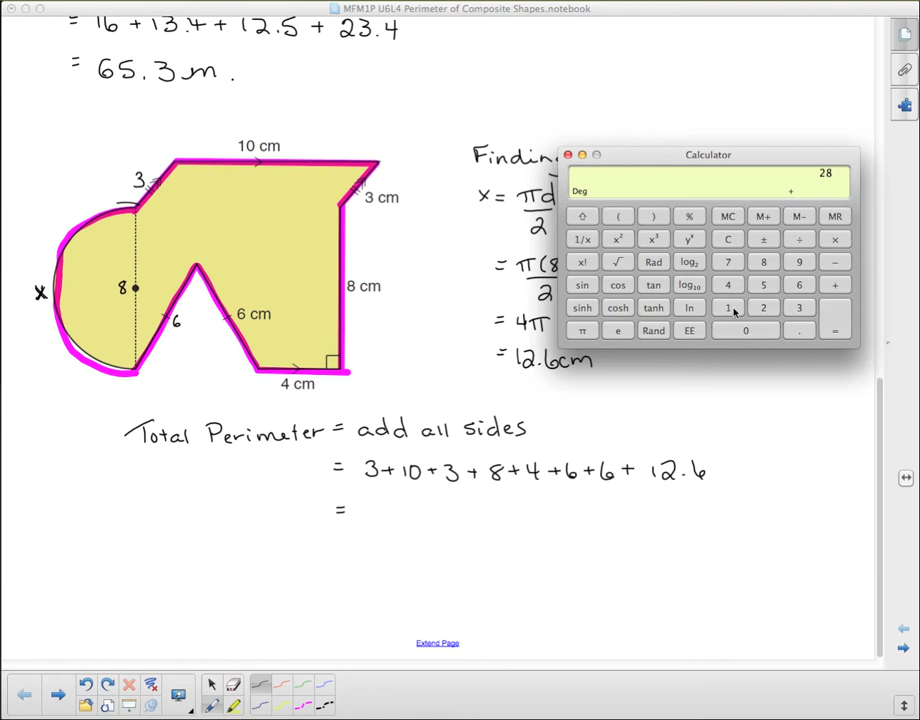 MFM1P U6L4 Perimeter of Composite Shapes.notebook
= 16 + 13.4 + 12.5 + 23.4
= 65.3 m.
10 cm
3
3 cm
x
8
8 cm
6
6 cm
4 cm
x = πd
2
= π(8
2
= 4π
= 12.6cm
Calculator
28
Deg
+
( ) % MC M+ M- MR
1/x x² x³ yˣ C ± ÷ ×
x! √ Rad log₂ 7 8 9 –
sin cos tan log₁₀ 4 5 6 +
sinh cosh tanh ln 1 2 3
π e Rand EE 0 . =
Total Perimeter = add all sides
= 3+10+3+8+4+6+6+ 12.6
=
Extend Page